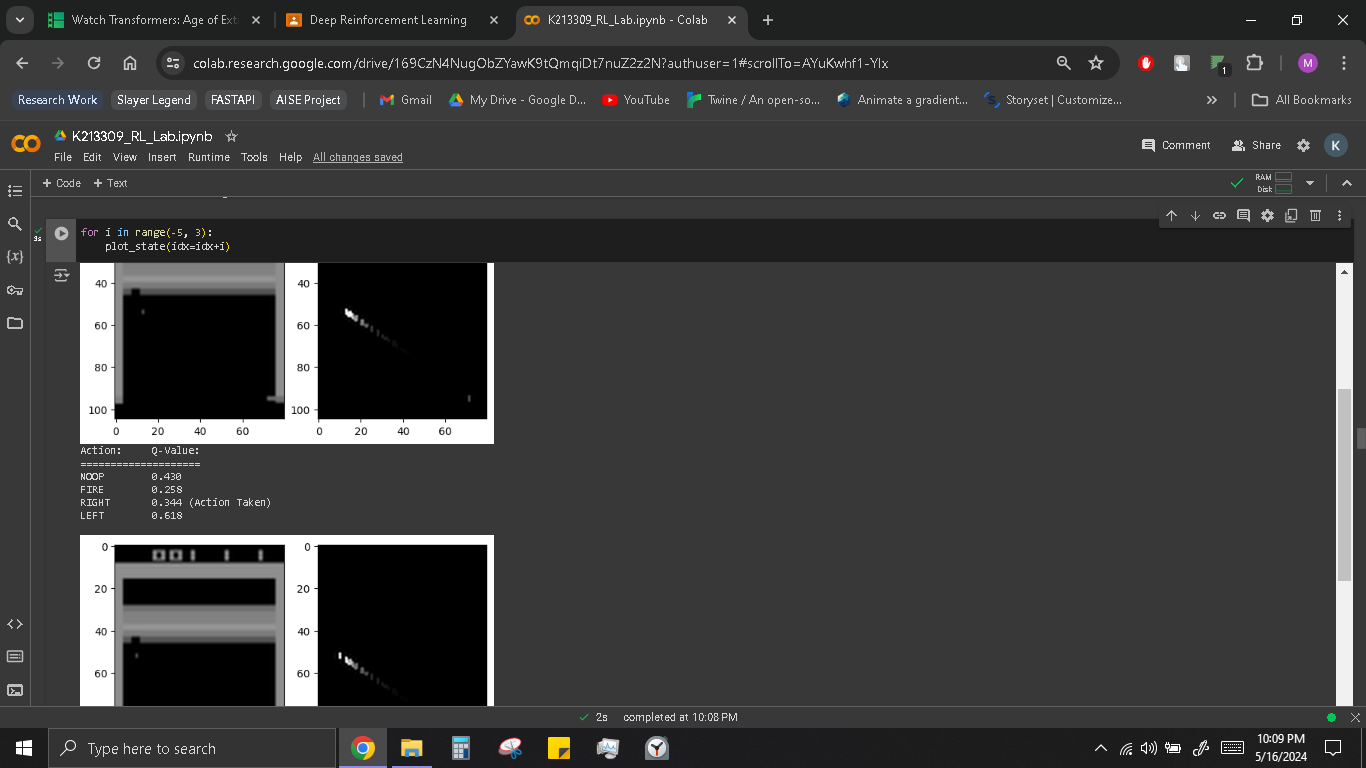 Watch Transformers: Age of Ext
Deep Reinforcement Learning
K213309_RL_Lab.ipynb - Colab
colab.research.google.com/drive/169CzN4NugObZYawK9tQmqiDt7nuZ2z2N?authuser=1#scrollTo=AYuKwhf1-YIx
1
M
Research Work
Slayer Legend
FASTAPI
AISE Project
Gmail
My Drive - Google D...
YouTube
Twine / An open-so...
Animate a gradient...
Storyset | Customize...
All Bookmarks
K213309_RL_Lab.ipynb
File Edit View Insert Runtime Tools Help All changes saved
Comment
Share
K
+ Code + Text
RAM
Disk
3s
for i in range(-5, 3):
    plot_state(idx=idx+i)
40
60
80
100
0 20 40 60
40
60
80
100
0 20 40 60
Action: Q-Value:
====================
NOOP 0.430
FIRE 0.258
RIGHT 0.344 (Action Taken)
LEFT 0.618
0
20
40
60
0
20
40
60
2s completed at 10:08 PM
Type here to search
10:09 PM
5/16/2024